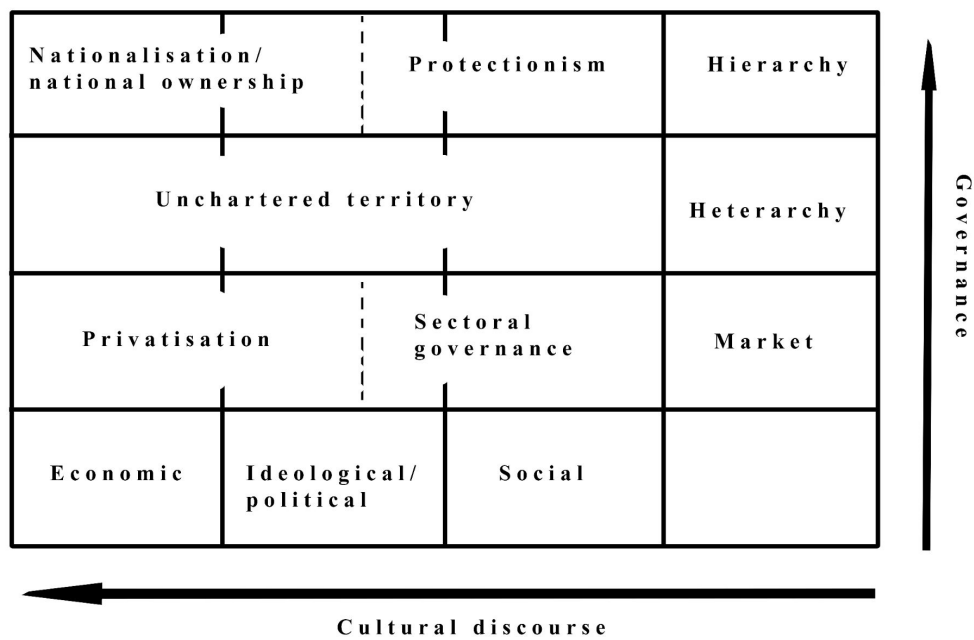 Nationalisation/
national ownership
Protectionism
Hierarchy
Unchartered territory
Heterarchy
Privatisation
Sectoral
governance
Market
Economic
Ideological/
political
Social
Governance
Cultural discourse